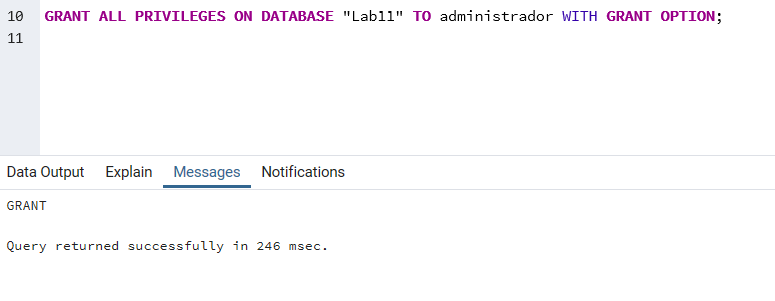 10 GRANT ALL PRIVILEGES ON DATABASE "Lab11" TO administrador WITH GRANT OPTION;
11
Data Output Explain Messages Notifications
GRANT
Query returned successfully in 246 msec.